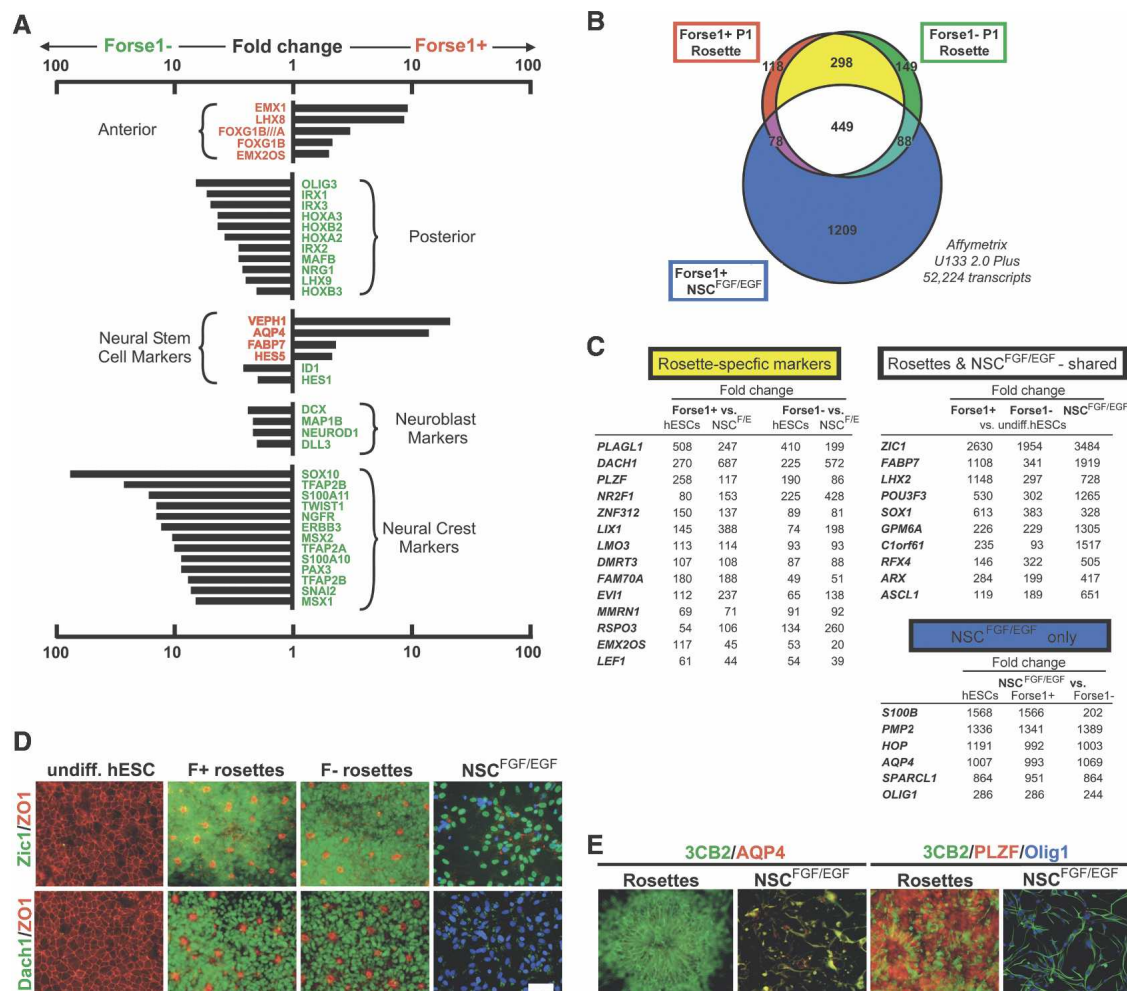 A
Forse1- Fold change Forse1+
100 10 1 10 100
Anterior
EMX1
LHX8
FOXG1B///A
FOXG1B
EMX2OS
OLIG3
IRX1
IRX3
HOXA3
HOXB2
HOXA2
IRX2
MAFB
NRG1
LHX9
HOXB3
Posterior
Neural Stem
Cell Markers
VEPH1
AQP4
FABP7
HES5
ID1
HES1
DCX
MAP1B
NEUROD1
DLL3
Neuroblast
Markers
SOX10
TFAP2B
S100A11
TWIST1
NGFR
ERBB3
MSX2
TFAP2A
S100A10
PAX3
TFAP2B
SNAI2
MSX1
Neural Crest
Markers
100 10 1 10 100
B
Forse1+ P1
Rosette
Forse1- P1
Rosette
118 298 149
449
78 88
1209
Forse1+
NSCFGF/EGF
Affymetrix
U133 2.0 Plus
52,224 transcripts
C
Rosette-specfic markers
Fold change
Forse1+ vs. Forse1- vs.
hESCs NSCF/E hESCs NSCF/E
PLAGL1 508 247 410 199
DACH1 270 687 225 572
PLZF 258 117 190 86
NR2F1 80 153 225 428
ZNF312 150 137 89 81
LIX1 145 388 74 198
LMO3 113 114 93 93
DMRT3 107 108 87 88
FAM70A 180 188 49 51
EVI1 112 237 65 138
MMRN1 69 71 91 92
RSPO3 54 106 134 260
EMX2OS 117 45 53 20
LEF1 61 44 54 39
Rosettes & NSCFGF/EGF - shared
Fold change
Forse1+ Forse1- NSCFGF/EGF
vs. undiff.hESCs
ZIC1 2630 1954 3484
FABP7 1108 341 1919
LHX2 1148 297 728
POU3F3 530 302 1265
SOX1 613 383 328
GPM6A 226 229 1305
C1orf61 235 93 1517
RFX4 146 322 505
ARX 284 199 417
ASCL1 119 189 651
NSCFGF/EGF only
Fold change
NSCFGF/EGF vs.
hESCs Forse1+ Forse1-
S100B 1568 1566 202
PMP2 1336 1341 1389
HOP 1191 992 1003
AQP4 1007 993 1069
SPARCL1 864 951 864
OLIG1 286 286 244
D
undiff. hESC F+ rosettes F- rosettes NSCFGF/EGF
Zic1/ZO1
Dach1/ZO1
E
3CB2/AQP4 3CB2/PLZF/Olig1
Rosettes NSCFGF/EGF Rosettes NSCFGF/EGF